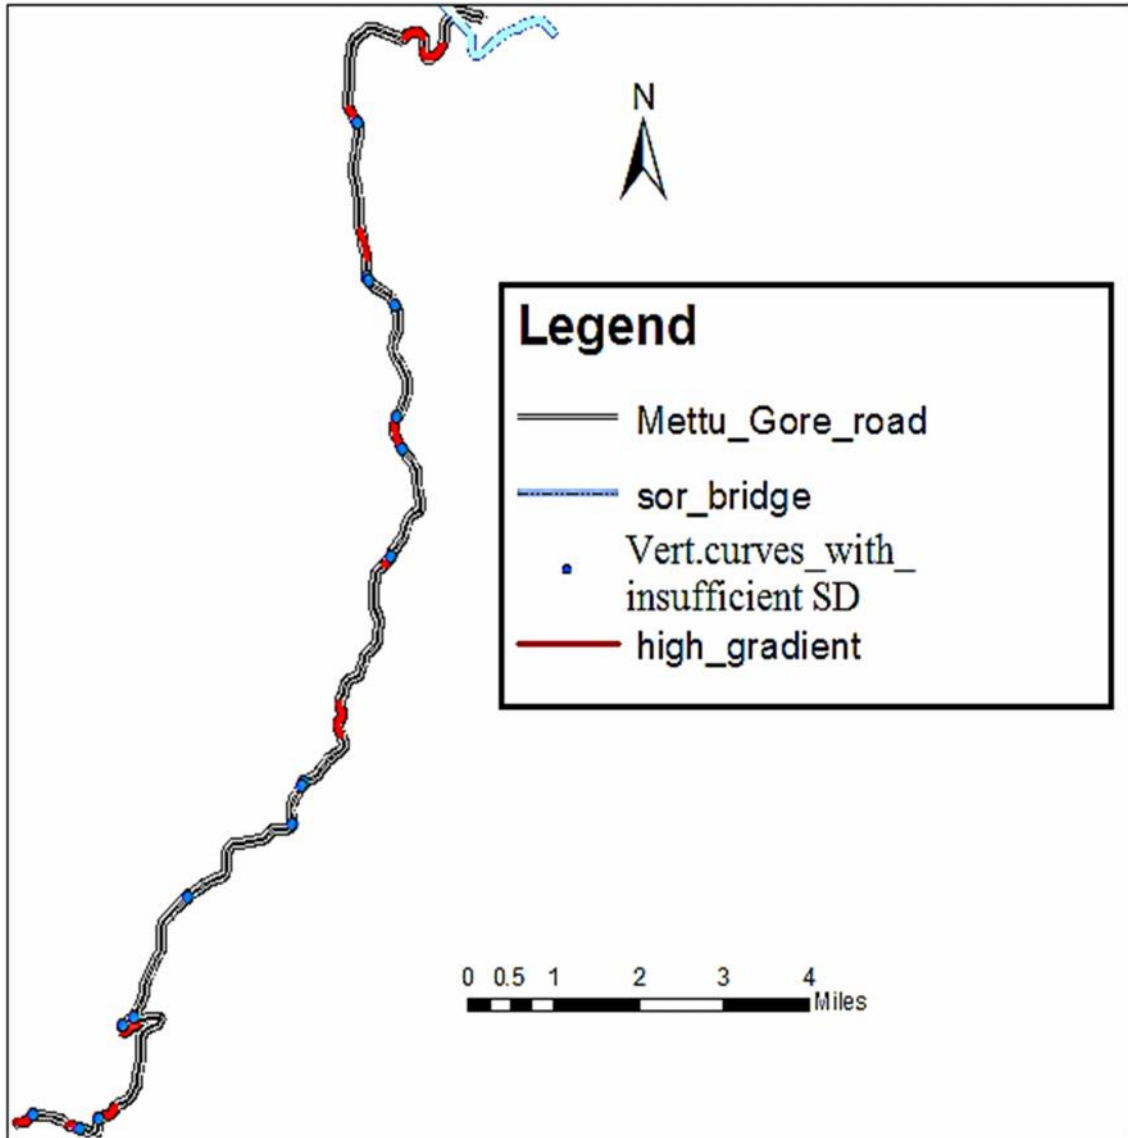 N
Legend
Mettu_Gore_road
sor_bridge
Vert.curves_with_
insufficient SD
high_gradient
0 0.5 1 2 3 4
Miles